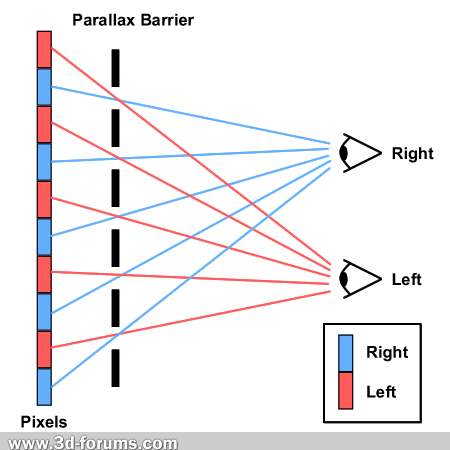 Parallax Barrier
Right
Left
Right
Left
Pixels
www.3d-forums.com